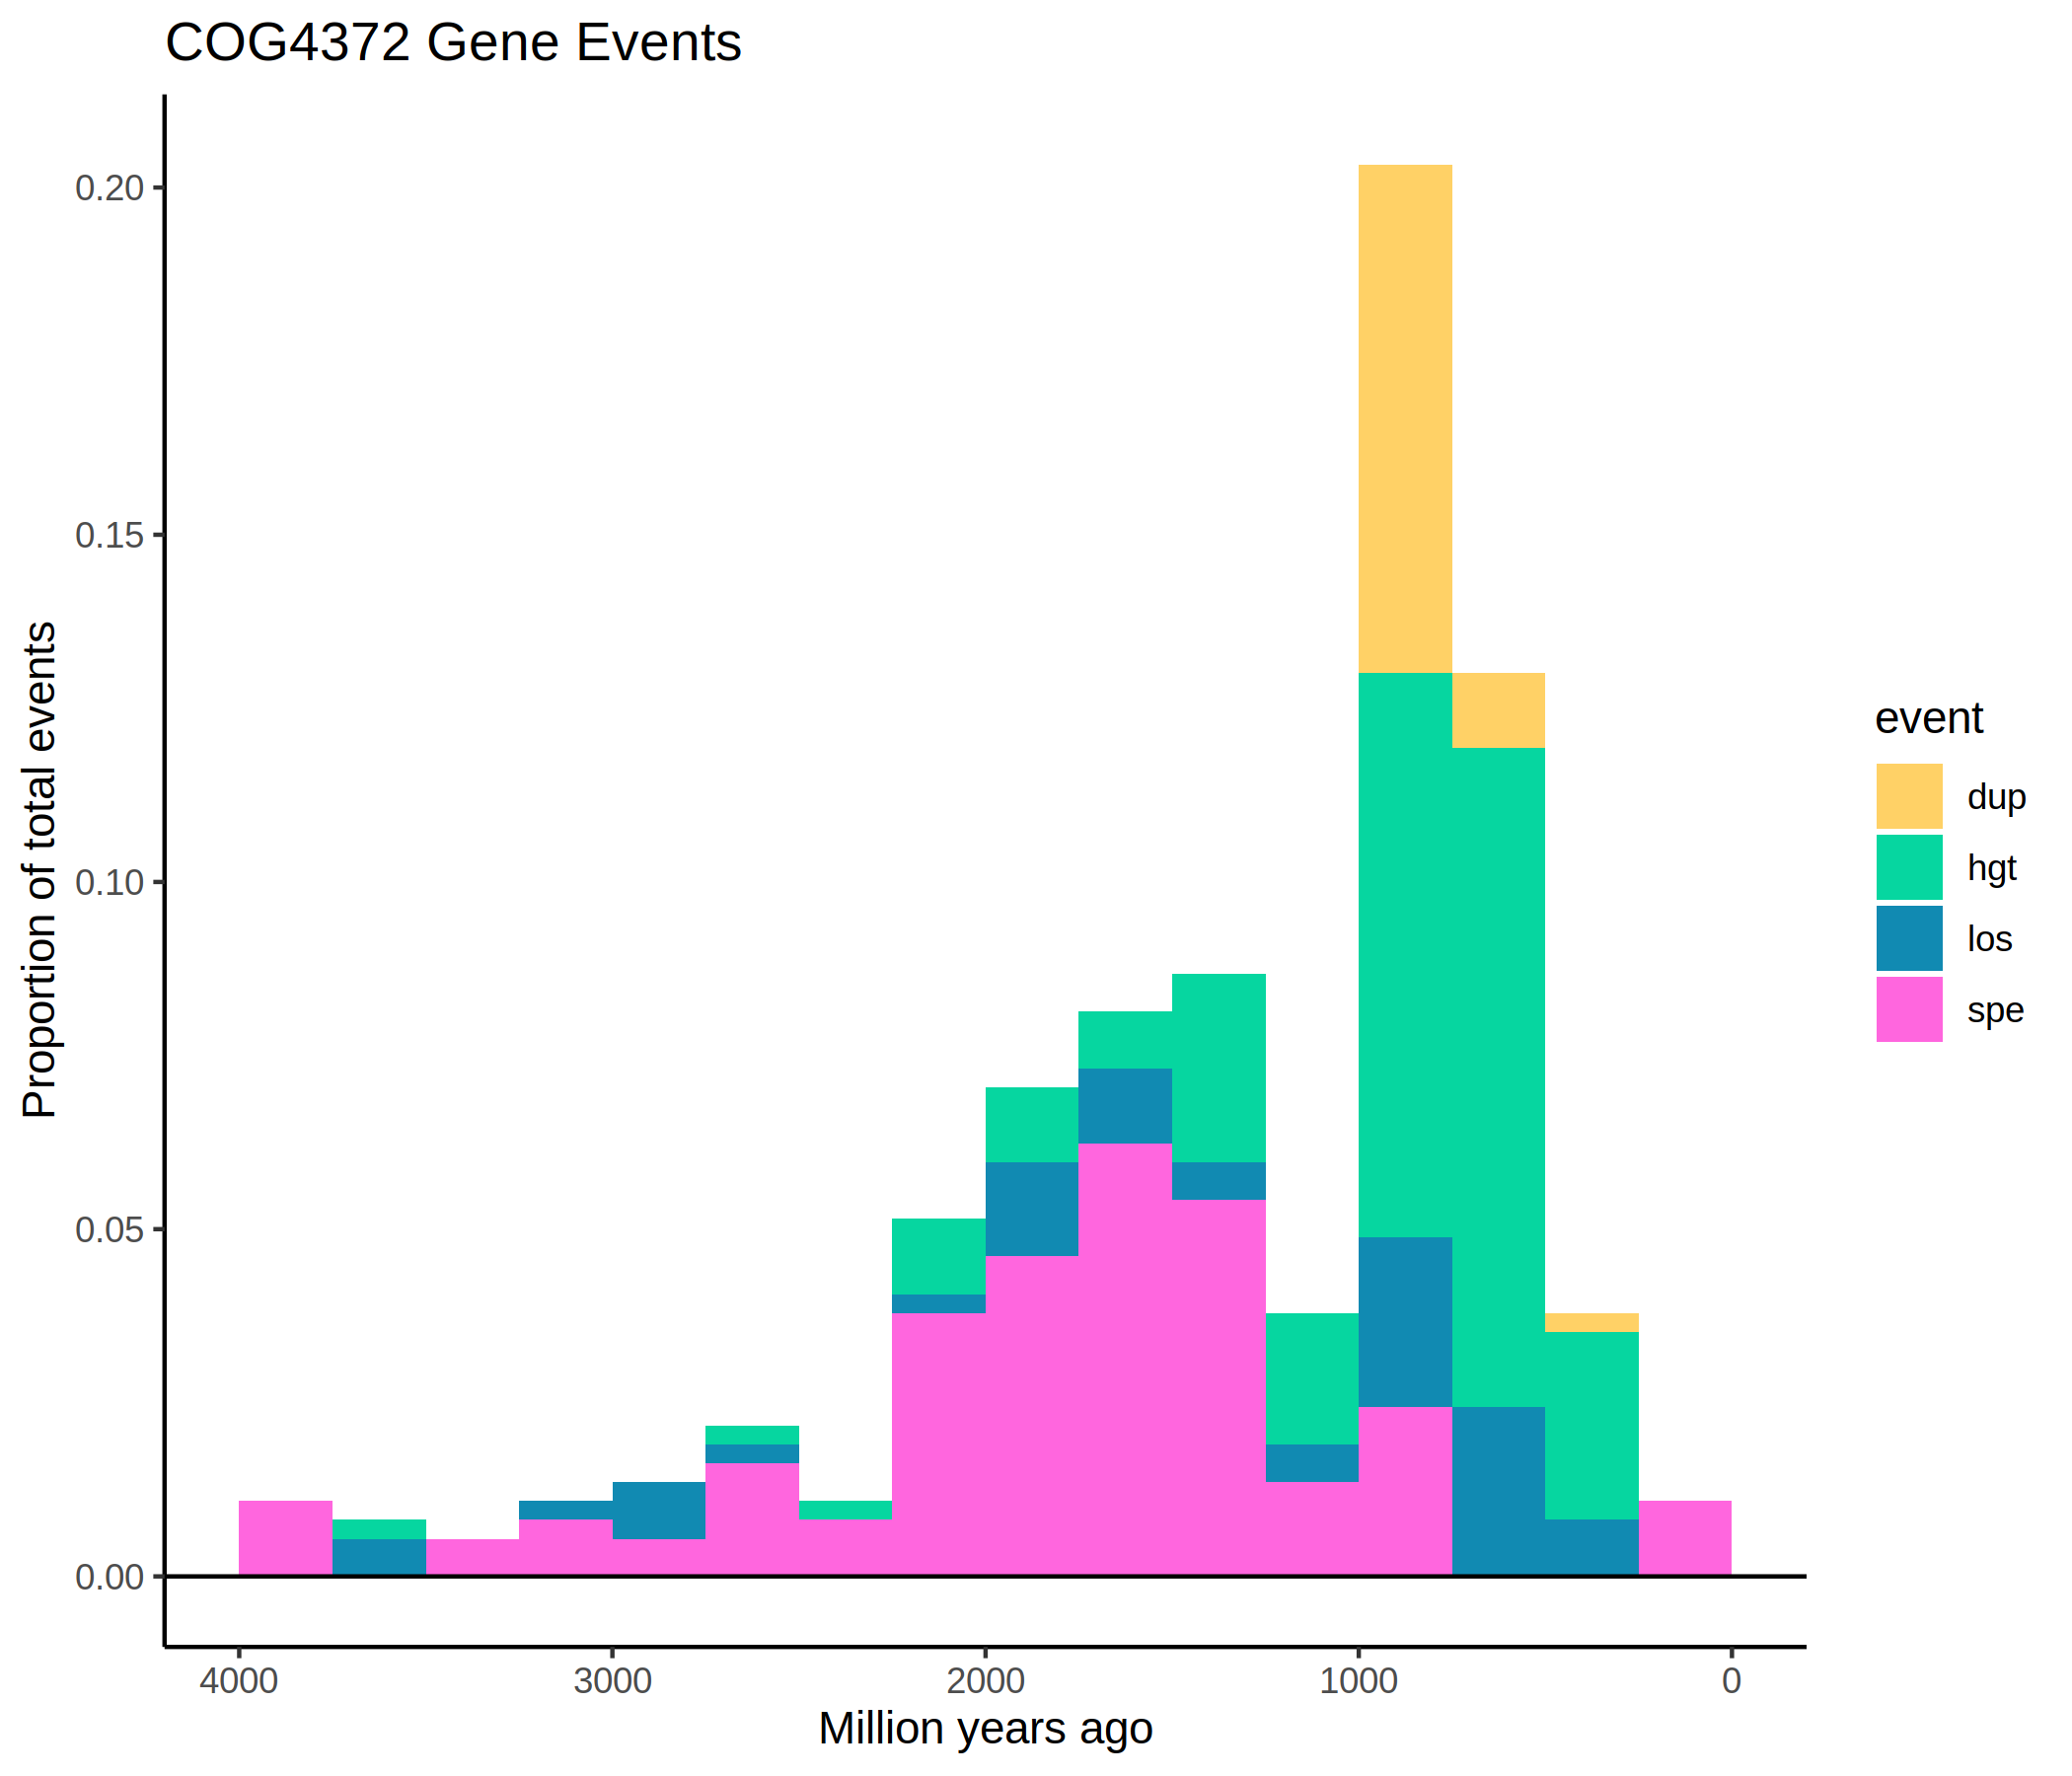 COG4372 Gene Events
Proportion of total events
0.20
0.15
0.10
0.05
0.00
4000 3000 2000 1000 0
Million years ago
event
dup
hgt
los
spe